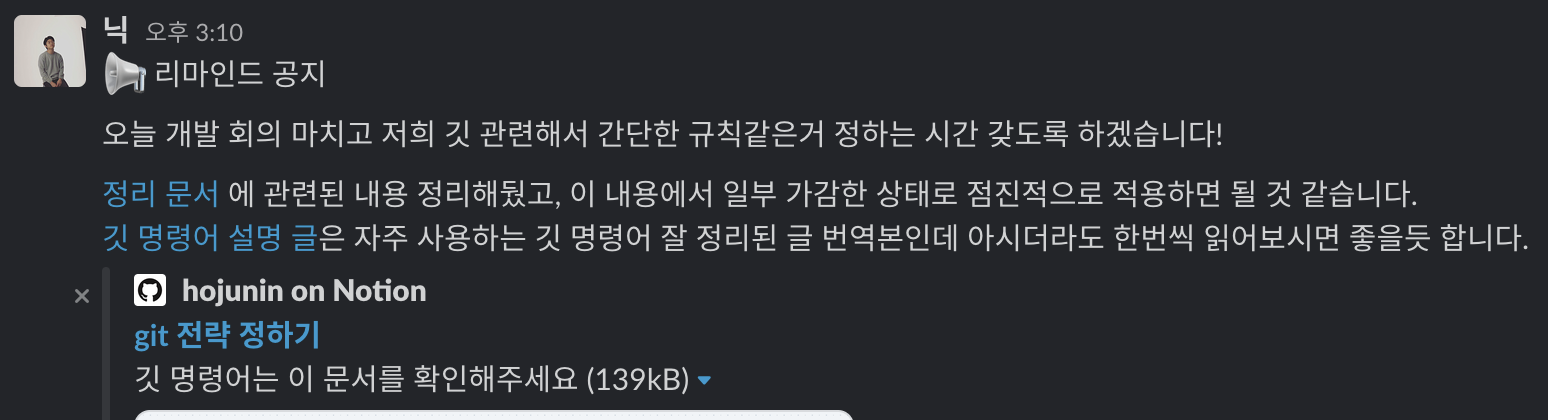 닉 오후 3:10
리마인드 공지
오늘 개발 회의 마치고 저희 깃 관련해서 간단한 규칙같은거 정하는 시간 갖도록 하겠습니다!
정리 문서 에 관련된 내용 정리해뒀고, 이 내용에서 일부 가감한 상태로 점진적으로 적용하면 될 것 같습니다.
깃 명령어 설명 글은 자주 사용하는 깃 명령어 잘 정리된 글 번역본인데 아시더라도 한번씩 읽어보시면 좋을듯 합니다.
hojunin on Notion
git 전략 정하기
깃 명령어는 이 문서를 확인해주세요 (139kB)